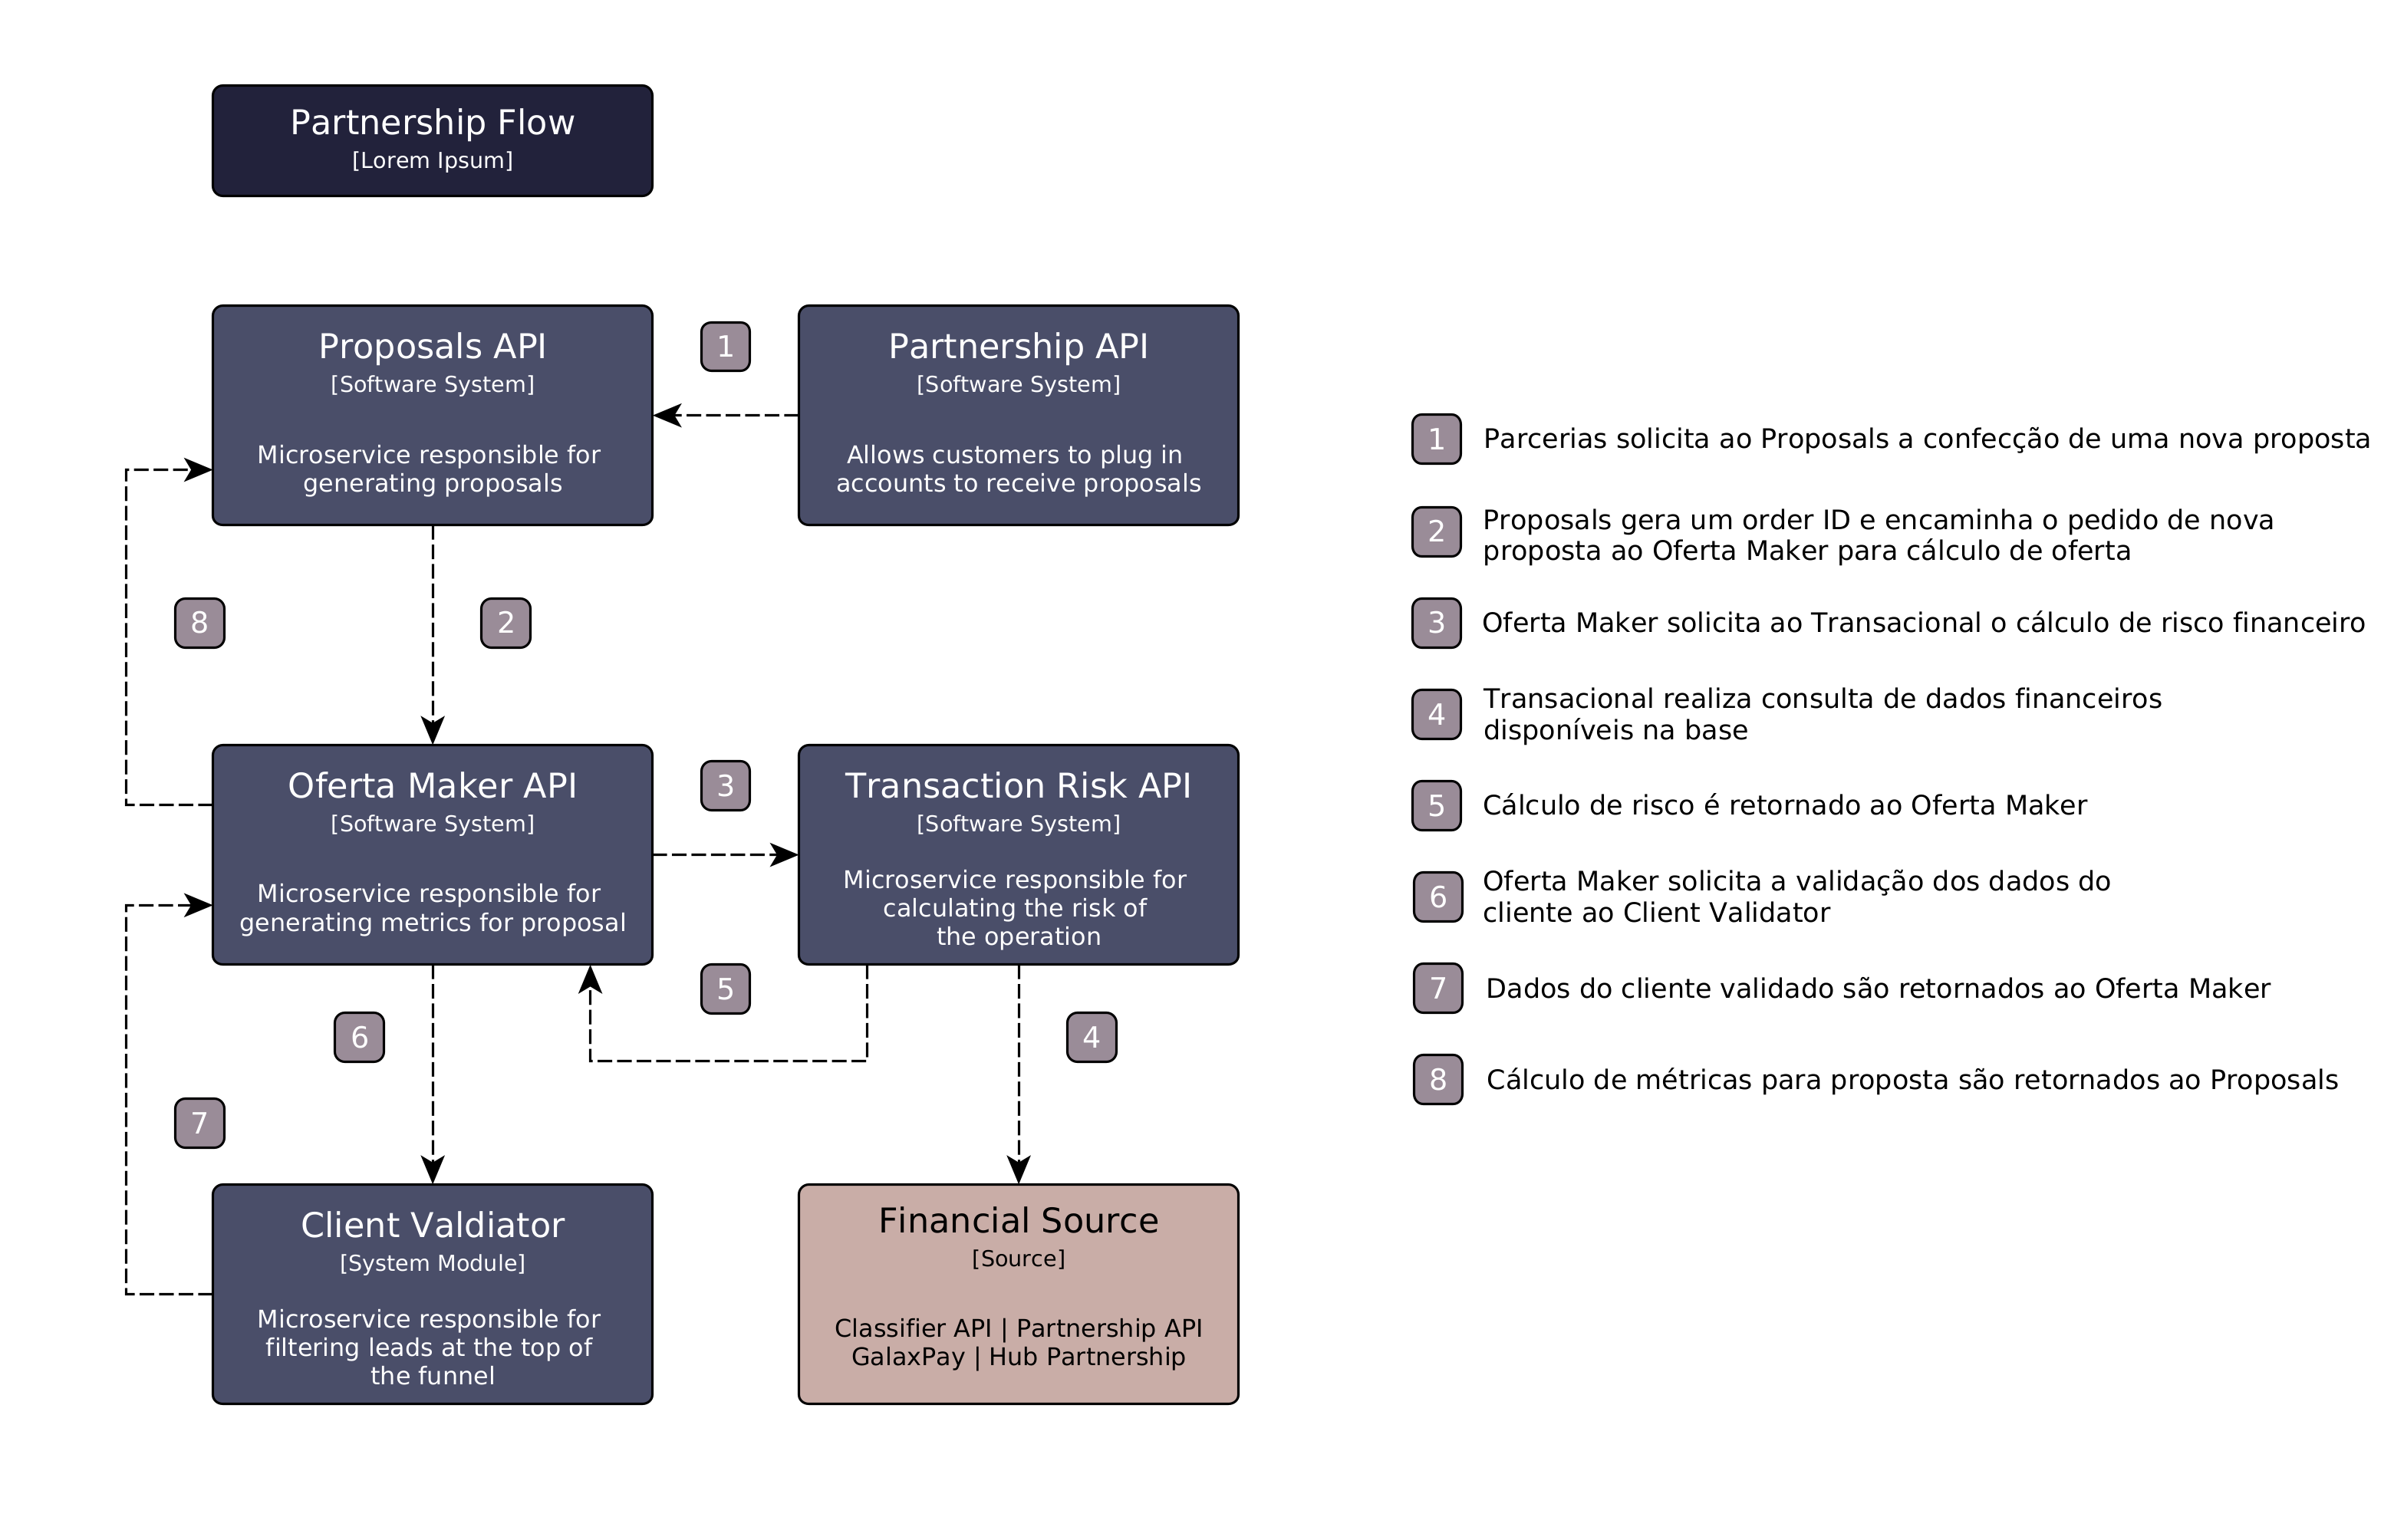 Partnership Flow
[Lorem Ipsum]
Proposals API
[Software System]
Microservice responsible for
generating proposals
1
Partnership API
[Software System]
Allows customers to plug in
accounts to receive proposals
8
2
Oferta Maker API
[Software System]
Microservice responsible for
generating metrics for proposal
3
Transaction Risk API
[Software System]
Microservice responsible for
calculating the risk of
the operation
5
6
4
7
Client Valdiator
[System Module]
Microservice responsible for
filtering leads at the top of
the funnel
Financial Source
[Source]
Classifier API | Partnership API
GalaxPay | Hub Partnership
1 Parcerias solicita ao Proposals a confecção de uma nova proposta
2 Proposals gera um order ID e encaminha o pedido de nova
proposta ao Oferta Maker para cálculo de oferta
3 Oferta Maker solicita ao Transacional o cálculo de risco financeiro
4 Transacional realiza consulta de dados financeiros
disponíveis na base
5 Cálculo de risco é retornado ao Oferta Maker
6 Oferta Maker solicita a validação dos dados do
cliente ao Client Validator
7 Dados do cliente validado são retornados ao Oferta Maker
8 Cálculo de métricas para proposta são retornados ao Proposals